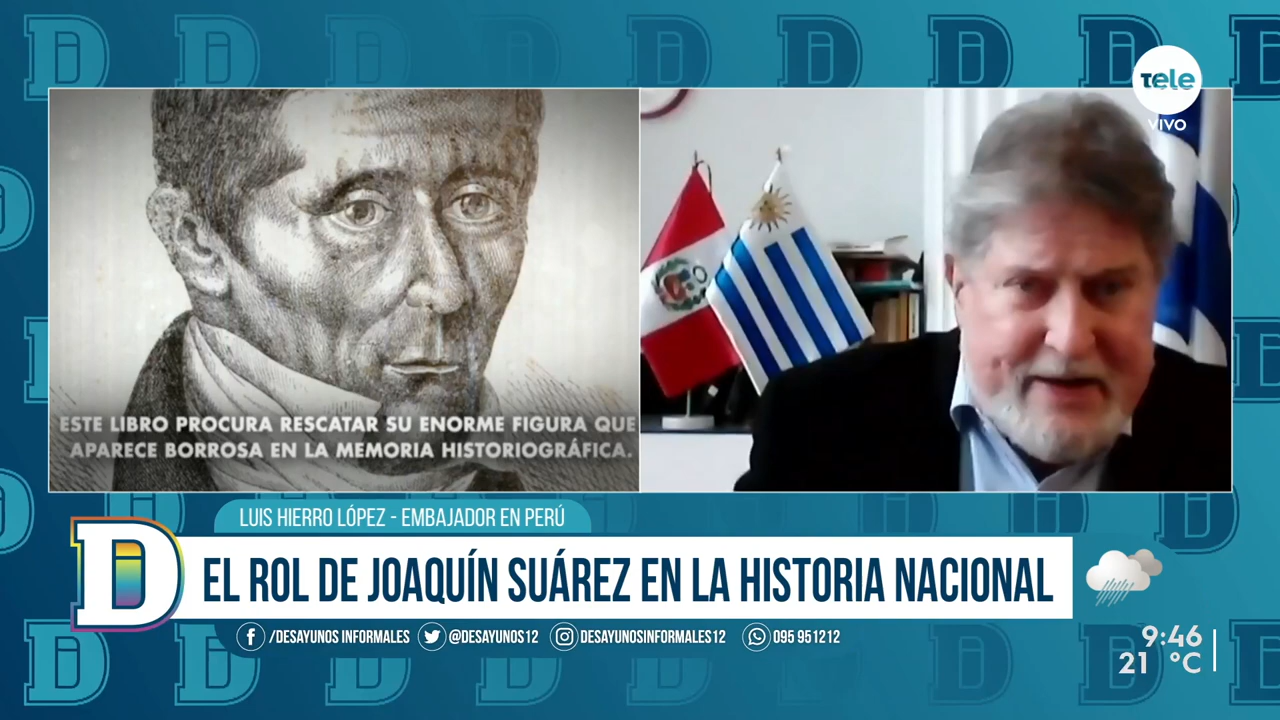 TELE
VIVO
ESTE LIBRO PROCURA RESCATAR SU ENORME FIGURA QUE
APARECE BORROSA EN LA MEMORIA HISTORIOGRÁFICA.
LUIS HIERRO LÓPEZ - EMBAJADOR EN PERÚ
EL ROL DE JOAQUÍN SUÁREZ EN LA HISTORIA NACIONAL
/DESAYUNOS INFORMALES @DESAYUNOS12 DESAYUNOSINFORMALES12 095 951212
9:46
21 °C